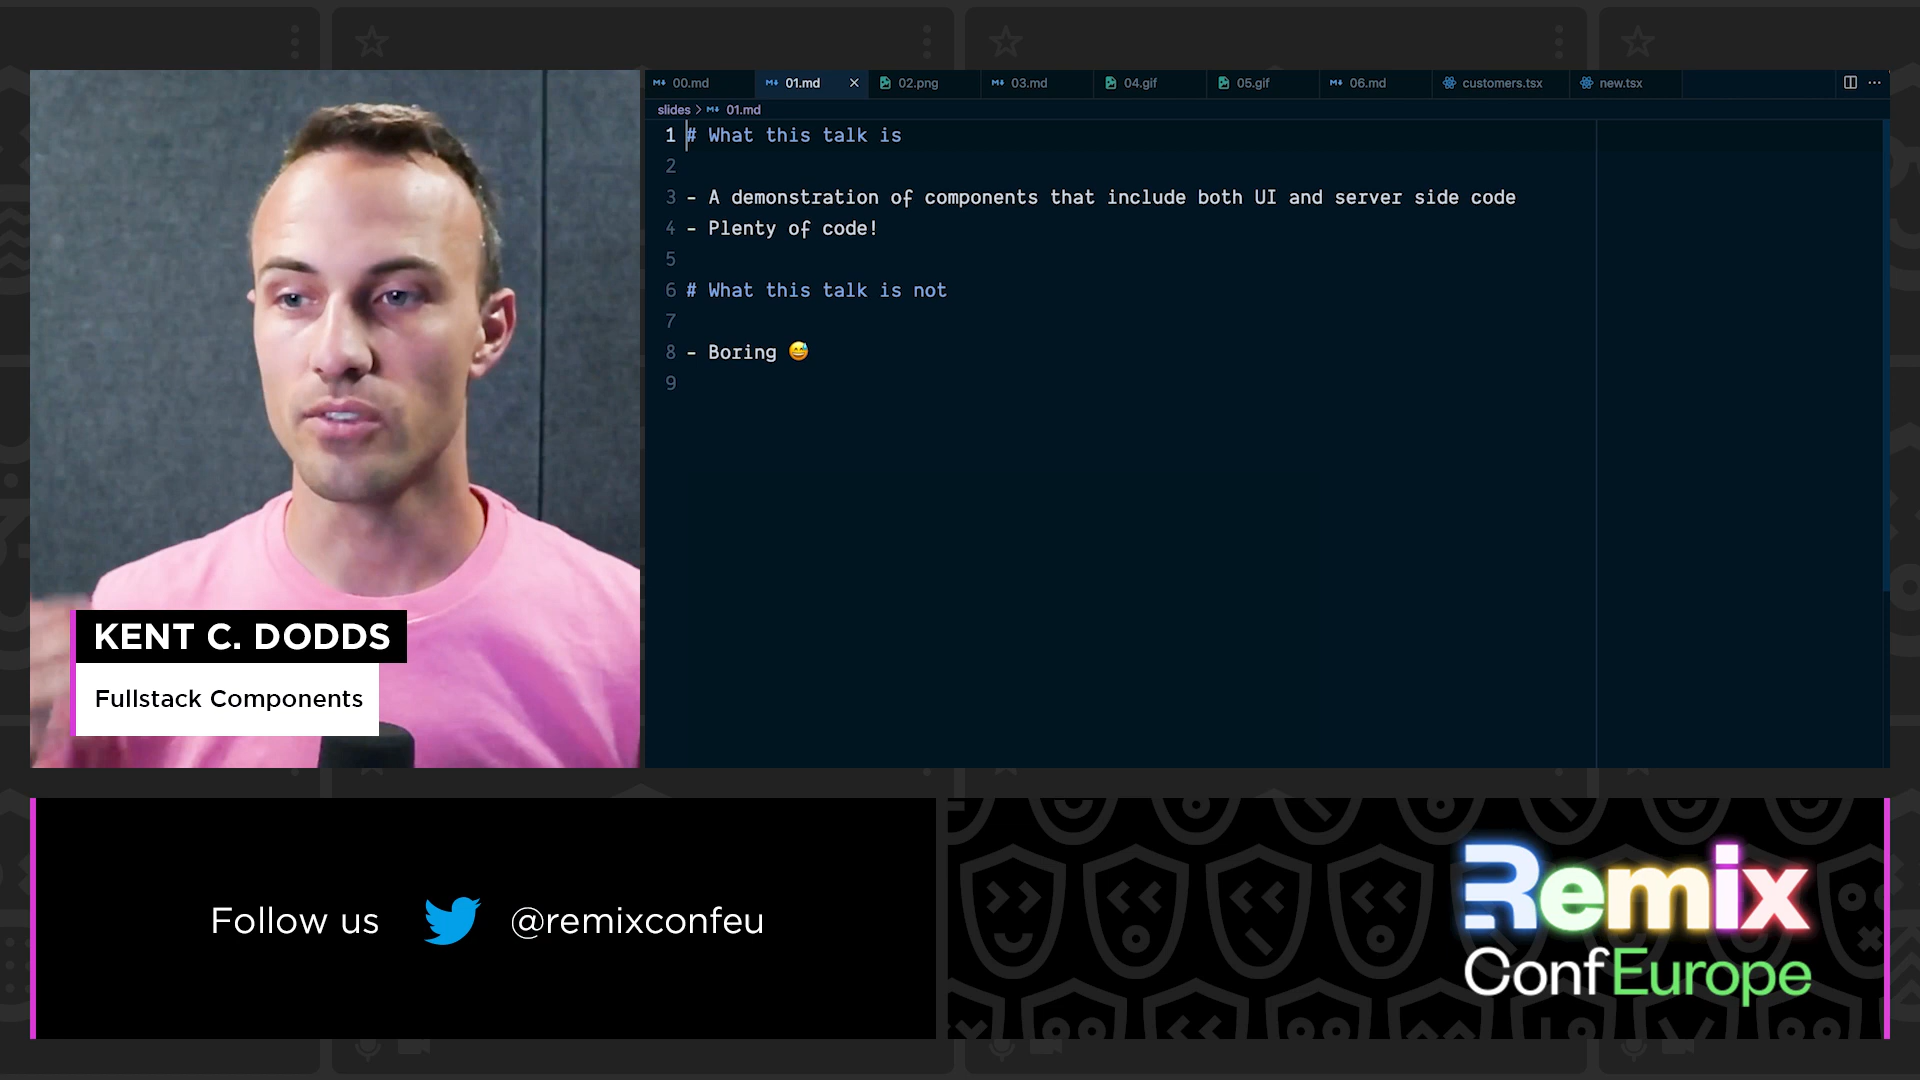 00.md
01.md
02.png
03.md
04.gif
05.gif
06.md
customers.tsx
new.tsx
slides > 01.md
1 # What this talk is
2
3 - A demonstration of components that include both UI and server side code
4 - Plenty of code!
5
6 # What this talk is not
7
8 - Boring 😅
9
KENT C. DODDS
Fullstack Components
Follow us @remixconfeu
Remix
Conf Europe